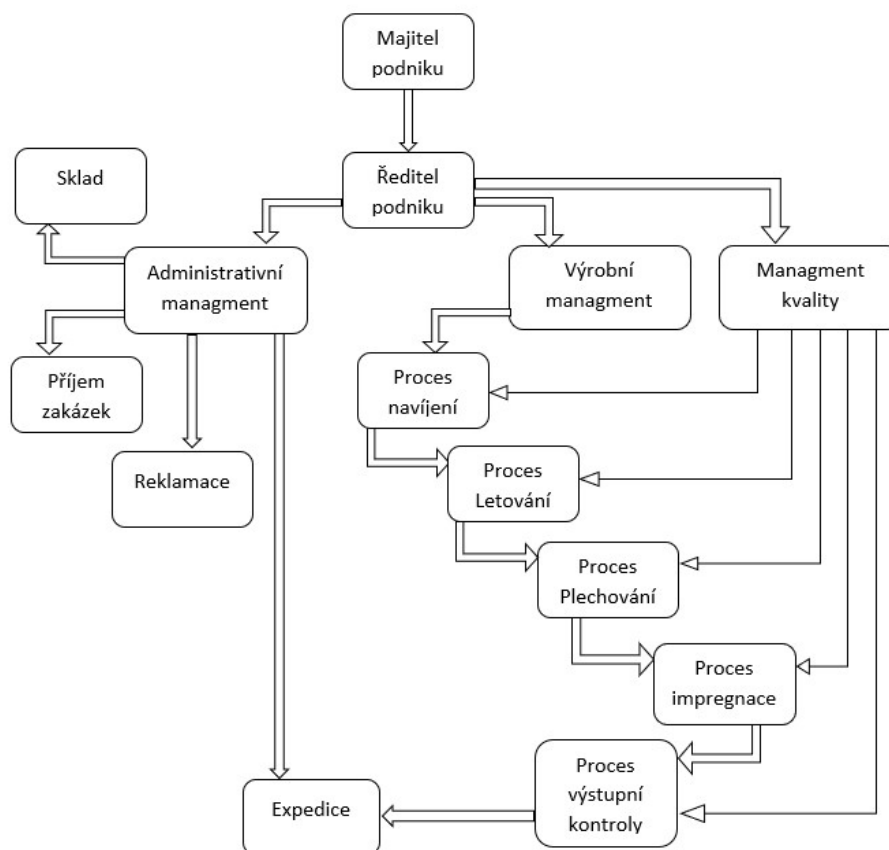 Majitel
podniku
Sklad
Ředitel
podniku
Administrativní
managment
Výrobní
managment
Managment
kvality
Příjem
zakázek
Proces
navíjení
Reklamace
Proces
Letování
Proces
Plechování
Proces
impregnace
Proces
výstupní
kontroly
Expedice